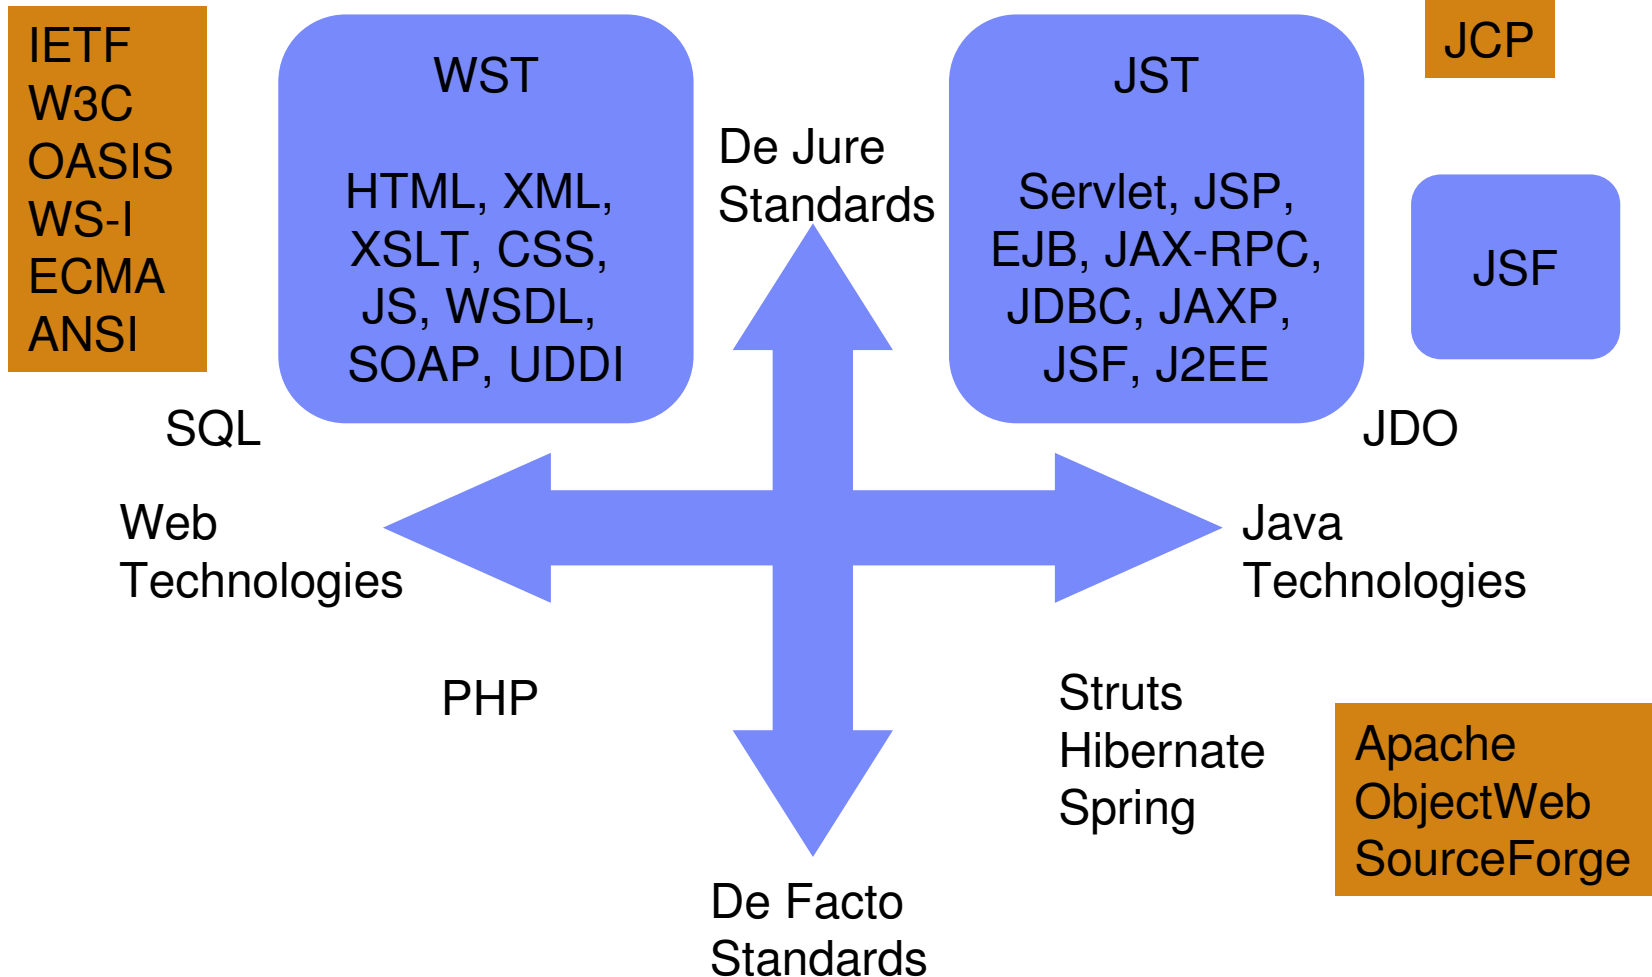 IETF
W3C
OASIS
WS-I
ECMA
ANSI
WST
HTML, XML,
XSLT, CSS,
JS, WSDL,
SOAP, UDDI
De Jure
Standards
JST
Servlet, JSP,
EJB, JAX-RPC,
JDBC, JAXP,
JSF, J2EE
JCP
JSF
SQL
JDO
Web
Technologies
Java
Technologies
PHP
Struts
Hibernate
Spring
Apache
ObjectWeb
SourceForge
De Facto
Standards